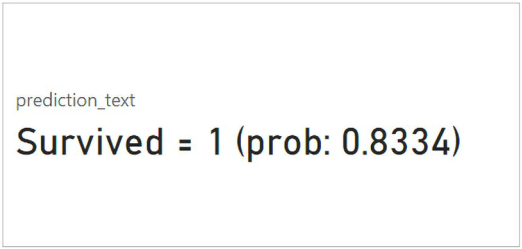 prediction_text
Survived = 1 (prob: 0.8334)